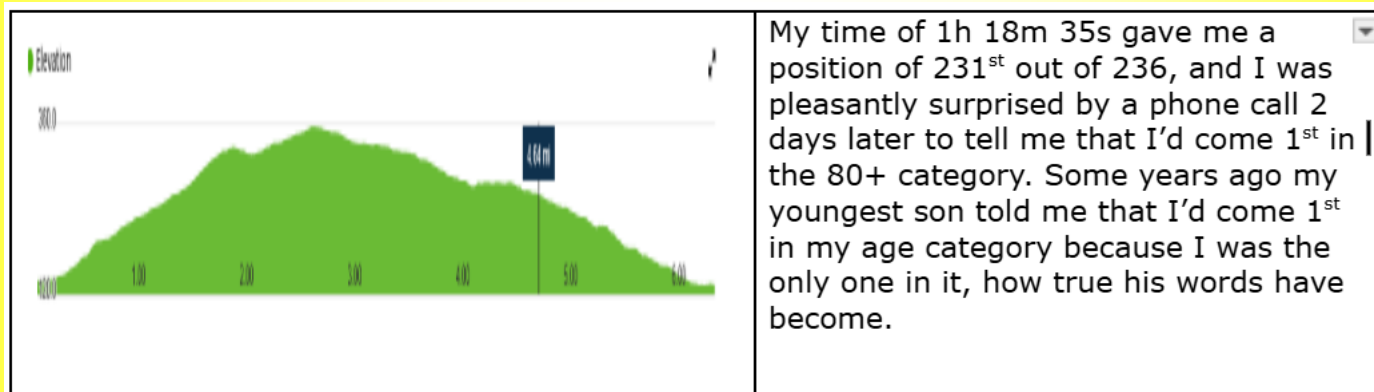 Elevation
360.0
4.64 mi
1.00 2.00 3.00 4.00 5.00 6.00
My time of 1h 18m 35s gave me a
position of 231st out of 236, and I was
pleasantly surprised by a phone call 2
days later to tell me that I’d come 1st in
the 80+ category. Some years ago my
youngest son told me that I’d come 1st
in my age category because I was the
only one in it, how true his words have
become.